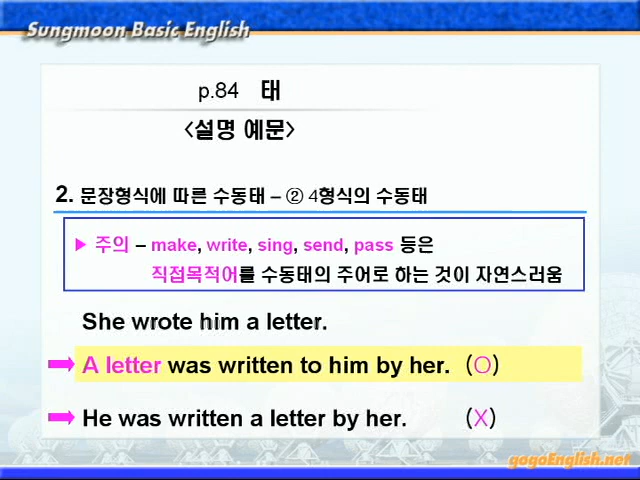 Sungmoon Basic English
p.84 태
<설명 예문>
2. 문장형식에 따른 수동태 – ② 4형식의 수동태
▶ 주의 – make, write, sing, send, pass 등은
직접목적어를 수동태의 주어로 하는 것이 자연스러움
She wrote him a letter.
A letter was written to him by her. (O)
He was written a letter by her. (X)
gogoEnglish.net